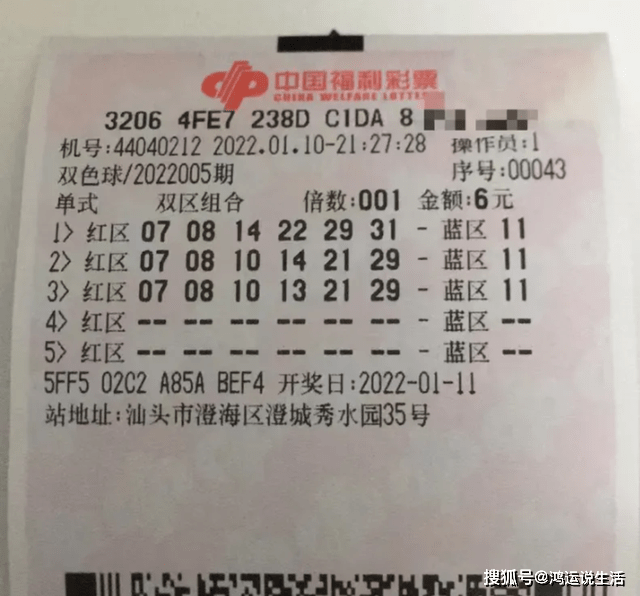 中国福利彩票
CHINA WELFARE LOTTERY
3206 4FE7 238D C1DA 8
机号:44040212 2022.01.10-21:27:28 操作员:1
双色球/2022005期 序号:00043
单式 双区组合 倍数:001 金额:6元
1> 红区 07 08 14 22 29 31 - 蓝区 11
2> 红区 07 08 10 14 21 29 - 蓝区 11
3> 红区 07 08 10 13 21 29 - 蓝区 11
4> 红区 -- -- -- -- -- -- - 蓝区 --
5> 红区 -- -- -- -- -- -- - 蓝区 --
5FF5 02C2 A85A BEF4 开奖日:2022-01-11
站地址:汕头市澄海区澄城秀水园35号
搜狐号@鸿运说生活